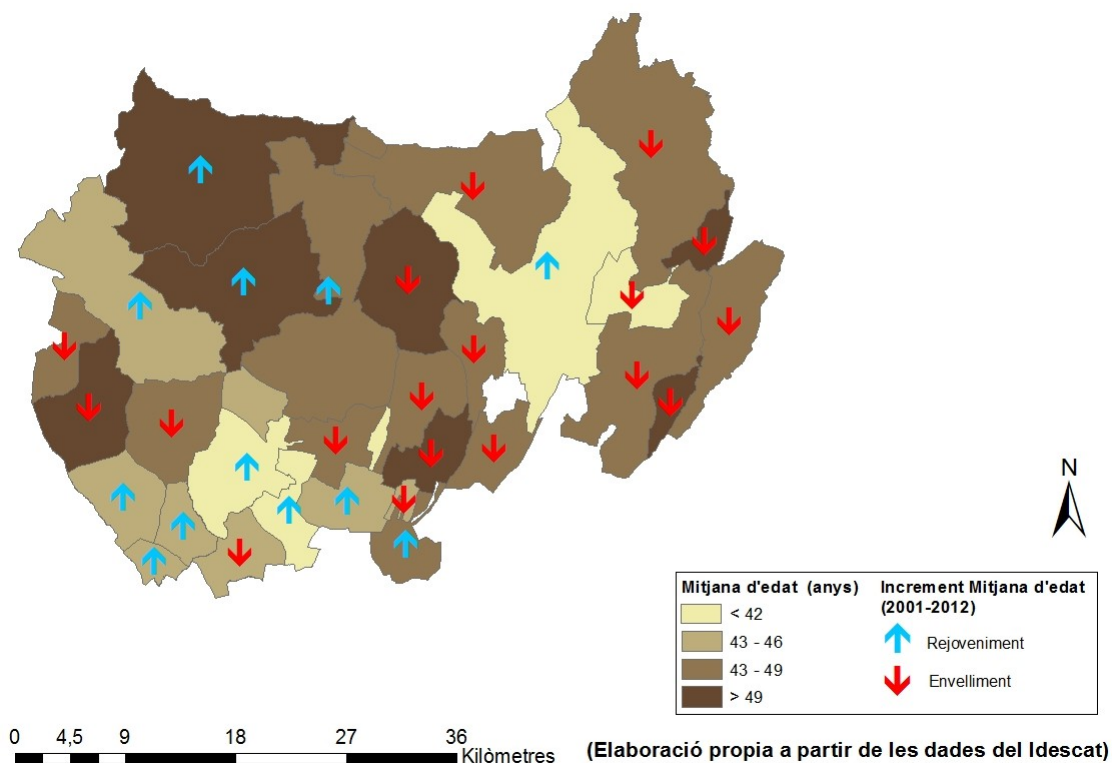 N
Mitjana d'edat (anys)
< 42
43 - 46
43 - 49
> 49
Increment Mitjana d'edat
(2001-2012)
Rejoveniment
Envelliment
0 4,5 9 18 27 36
Kilòmetres
(Elaboració propia a partir de les dades del Idescat)